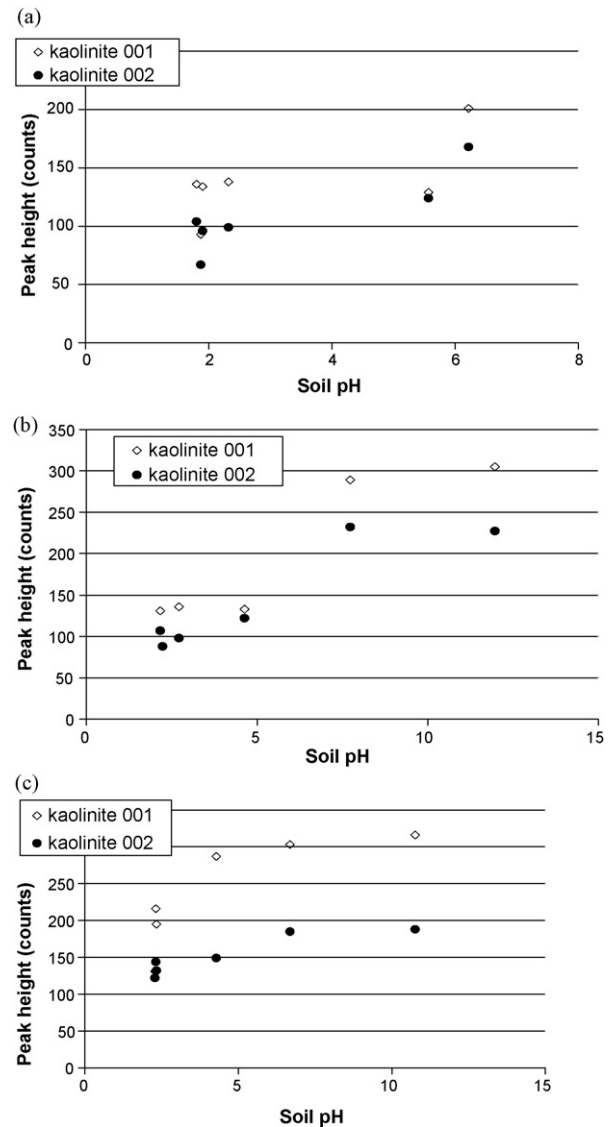 (a)
kaolinite 001
kaolinite 002
200
150
100
50
0
0 2 4 6 8
Peak height (counts)
Soil pH
(b)
350
kaolinite 001
kaolinite 002
300
250
200
150
100
50
0
0 5 10 15
Peak height (counts)
Soil pH
(c)
kaolinite 001
kaolinite 002
250
200
150
100
50
0
0 5 10 15
Peak height (counts)
Soil pH